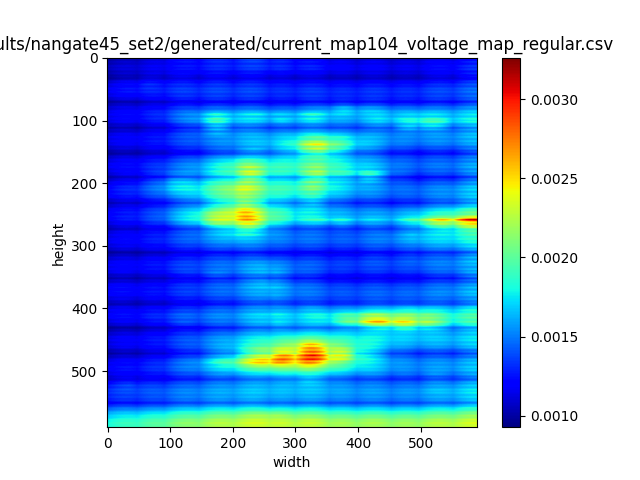 ults/nangate45_set2/generated/current_map104_voltage_map_regular.csv
0
100
200
300
400
500
height
0 100 200 300 400 500
width
0.0030
0.0025
0.0020
0.0015
0.0010